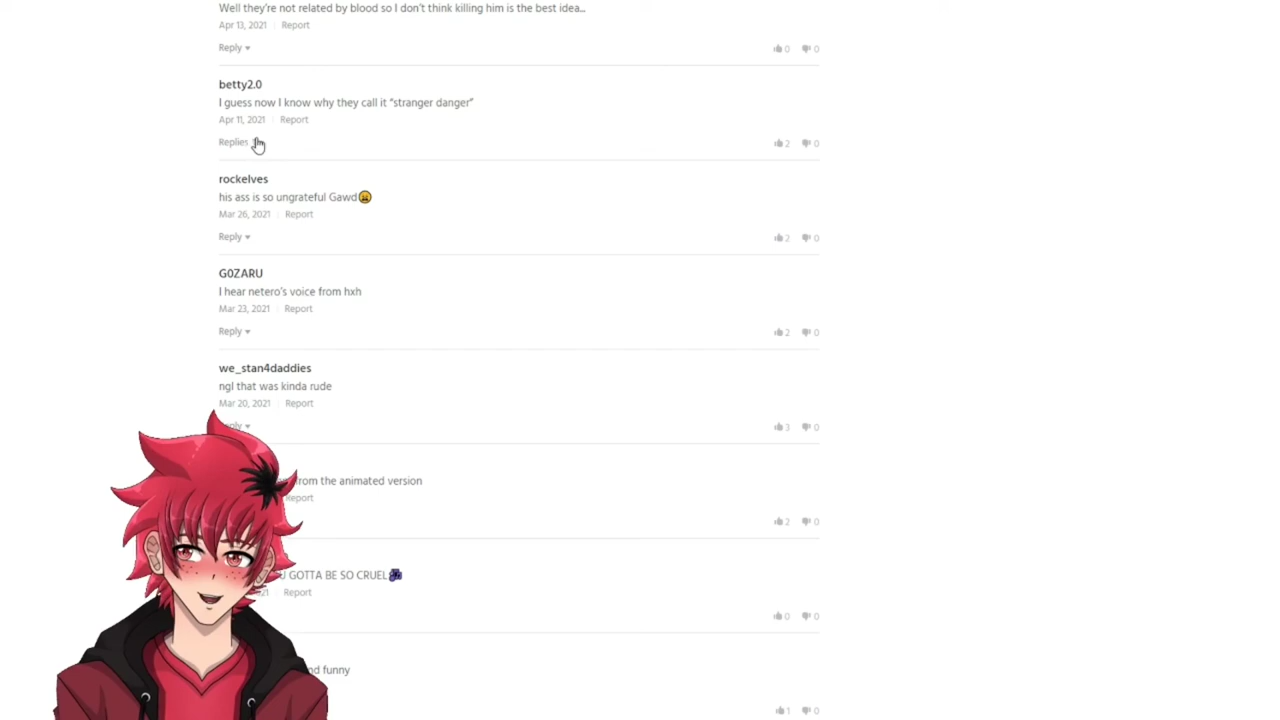 Well they're not related by blood so I don't think killing him is the best idea...
Apr 13, 2021 Report
Reply 0 0
betty2.0
I guess now I know why they call it “stranger danger”
Apr 11, 2021 Report
Replies 2 0
rockelves
his ass is so ungrateful Gawd😩
Mar 26, 2021 Report
Reply 2 0
G0ZARU
I hear netero's voice from hxh
Mar 23, 2021 Report
Reply 2 0
we_stan4daddies
ngl that was kinda rude
Mar 20, 2021 Report
3 0
from the animated version
Report
2 0
U GOTTA BE SO CRUEL
Report
0 0
funny
1 0